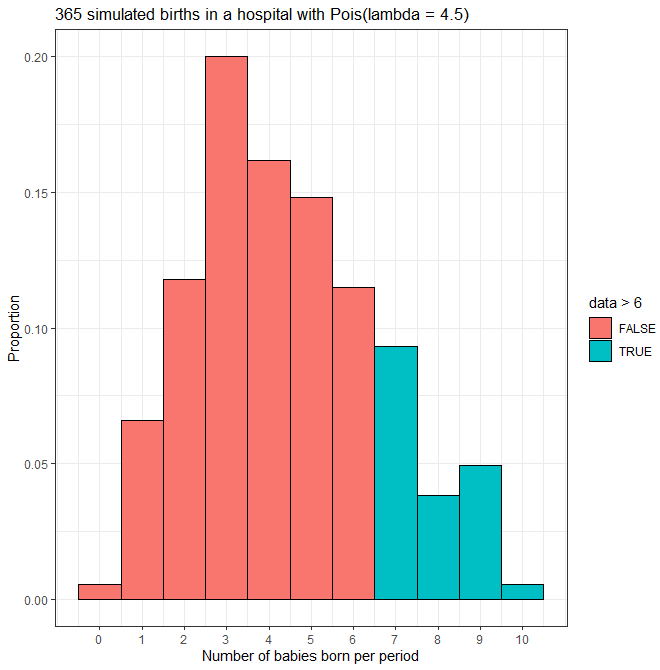 365 simulated births in a hospital with Pois(lambda = 4.5)
0.20
0.15
0.10
0.05
0.00
Proportion
0 1 2 3 4 5 6 7 8 9 10
Number of babies born per period
data > 6
FALSE
TRUE